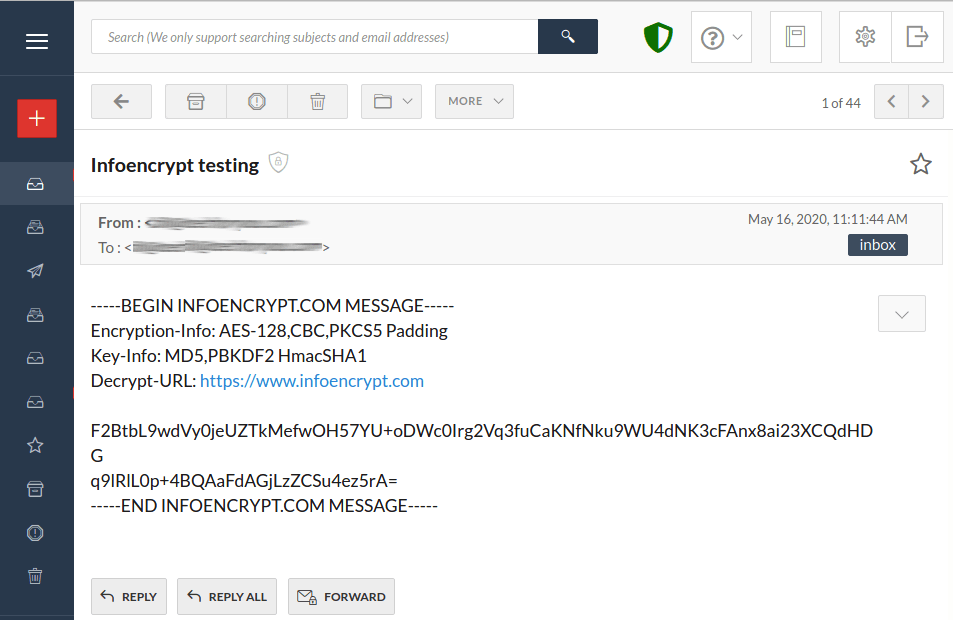 Search (We only support searching subjects and email addresses)
MORE
1 of 44
Infoencrypt testing
From : <
May 16, 2020, 11:11:44 AM
To : < >
inbox
-----BEGIN INFOENCRYPT.COM MESSAGE-----
Encryption-Info: AES-128,CBC,PKCS5 Padding
Key-Info: MD5,PBKDF2 HmacSHA1
Decrypt-URL: https://www.infoencrypt.com
F2BtbL9wdVy0jeUZTkMefwOH57YU+oDWc0Irg2Vq3fuCaKNfNku9WU4dNK3cFAnx8ai23XCQdHD
G
q9IRIL0p+4BQAaFdAGjLzZCSu4ez5rA=
-----END INFOENCRYPT.COM MESSAGE-----
REPLY
REPLY ALL
FORWARD